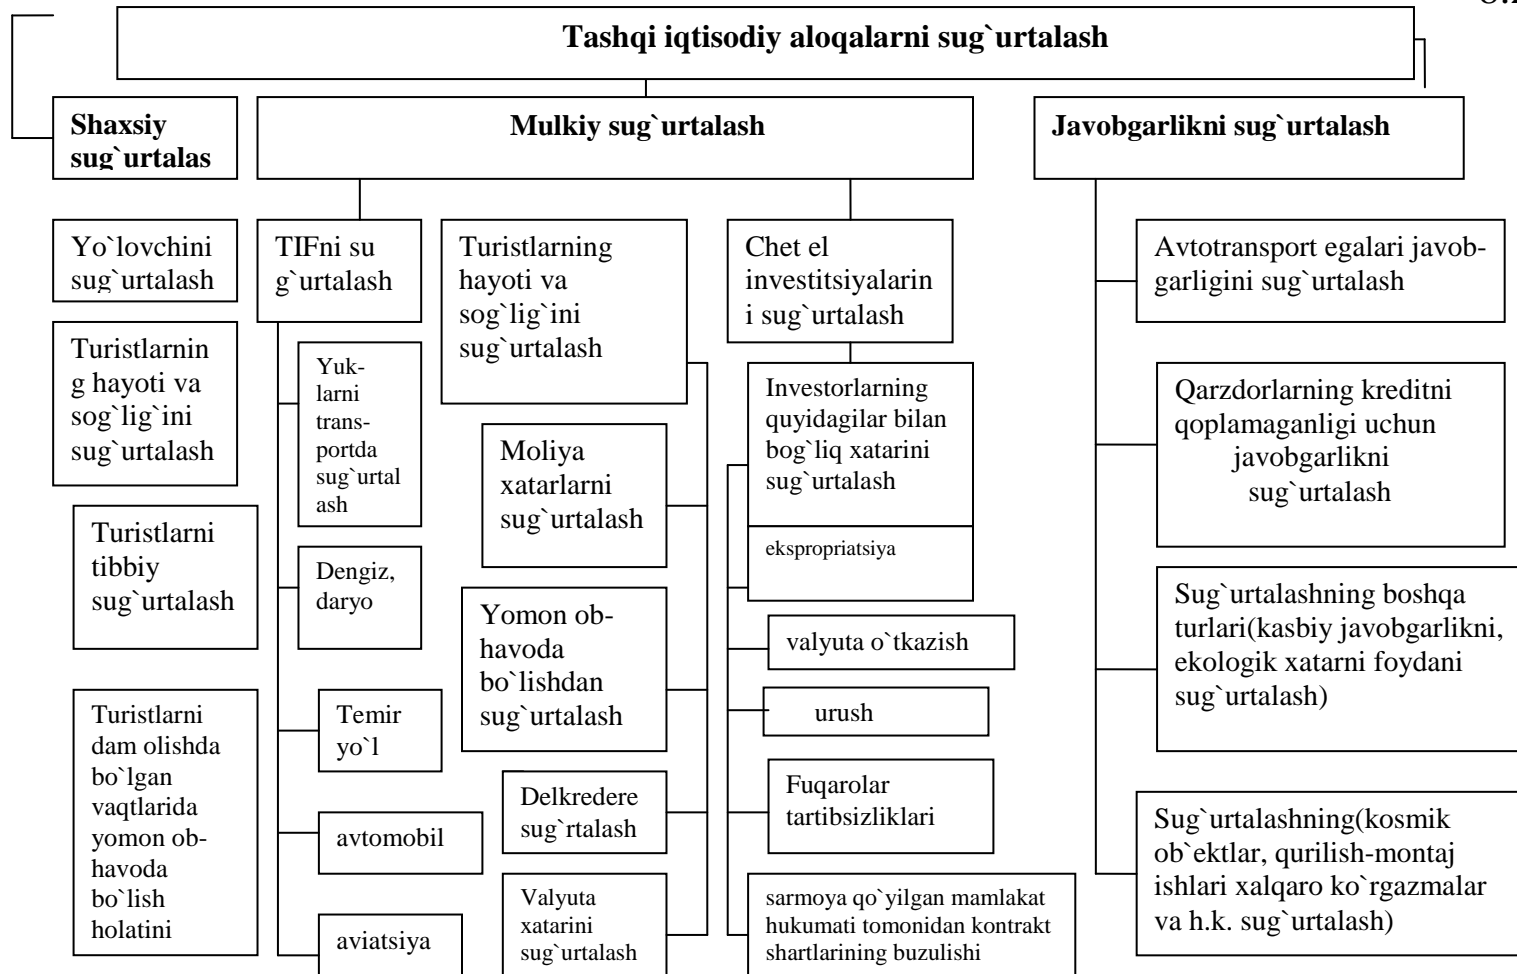 Tashqi iqtisodiy aloqalarni sug`urtalash
Shaxsiy
sug`urtalas
Mulkiy sug`urtalash
Javobgarlikni sug`urtalash
Yo`lovchini
sug`urtalash
Turistlarnin
g hayoti va
sog`lig`ini
sug`urtalash
Turistlarni
tibbiy
sug`urtalash
Turistlarni
dam olishda
bo`lgan
vaqtlarida
yomon ob-
havoda
bo`lish
holatini
TIFni su
g`urtalash
Yuk-
larni
trans-
portda
sug`urtal
ash
Dengiz,
daryo
Temir
yo`l
avtomobil
aviatsiya
Turistlarning
hayoti va
sog`lig`ini
sug`urtalash
Moliya
xatarlarni
sug`urtalash
Yomon ob-
havoda
bo`lishdan
sug`urtalash
Delkredere
sug`rtalash
Valyuta
xatarini
sug`urtalash
Chet el
investitsiyalarin
i sug`urtalash
Investorlarning
quyidagilar bilan
bog`liq xatarini
sug`urtalash
ekspropriatsiya
valyuta o`tkazish
urush
Fuqarolar
tartibsizliklari
sarmoya qo`yilgan mamlakat
hukumati tomonidan kontrakt
shartlarining buzulishi
Avtotransport egalari javob-
garligini sug`urtalash
Qarzdorlarning kreditni
qoplamaganligi uchun
javobgarlikni
sug`urtalash
Sug`urtalashning boshqa
turlari(kasbiy javobgarlikni,
ekologik xatarni foydani
sug`urtalash)
Sug`urtalashning(kosmik
ob`ektlar, qurilish-montaj
ishlari xalqaro ko`rgazmalar
va h.k. sug`urtalash)